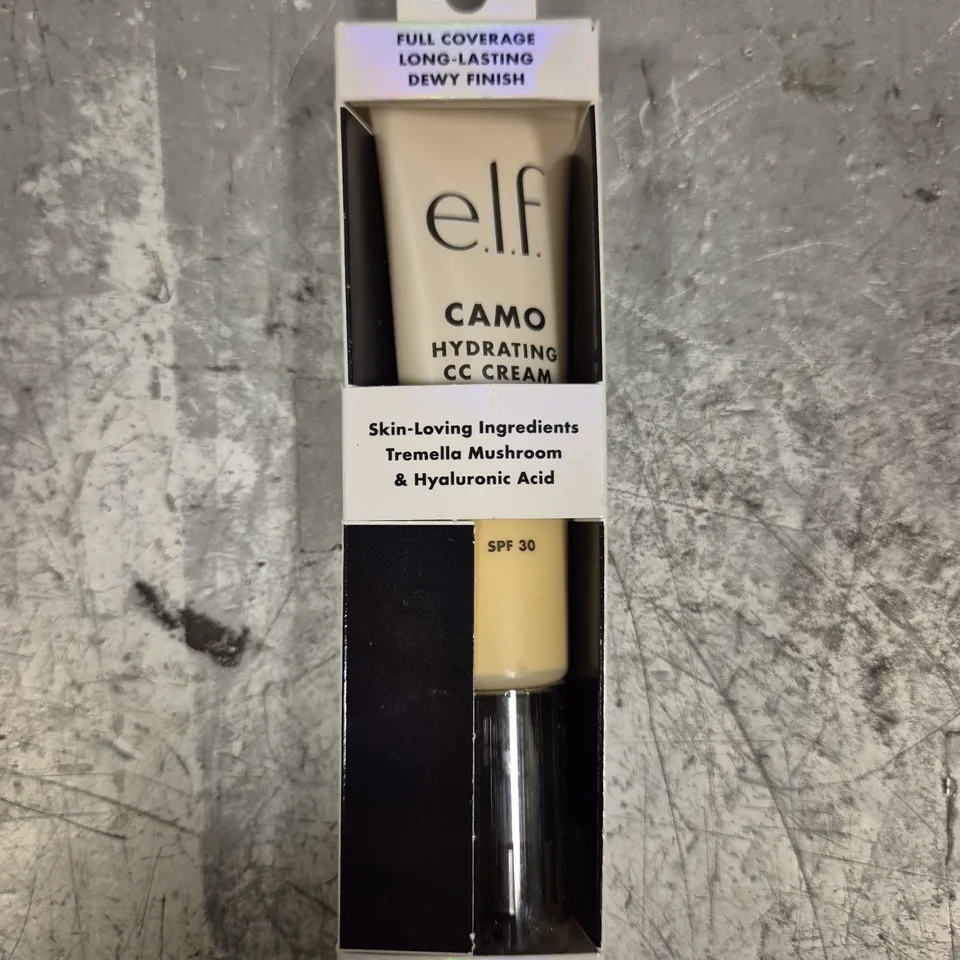 FULL COVERAGE
LONG-LASTING
DEWY FINISH
e.l.f.
CAMO
HYDRATING
CC CREAM
Skin-Loving Ingredients
Tremella Mushroom
& Hyaluronic Acid
SPF 30